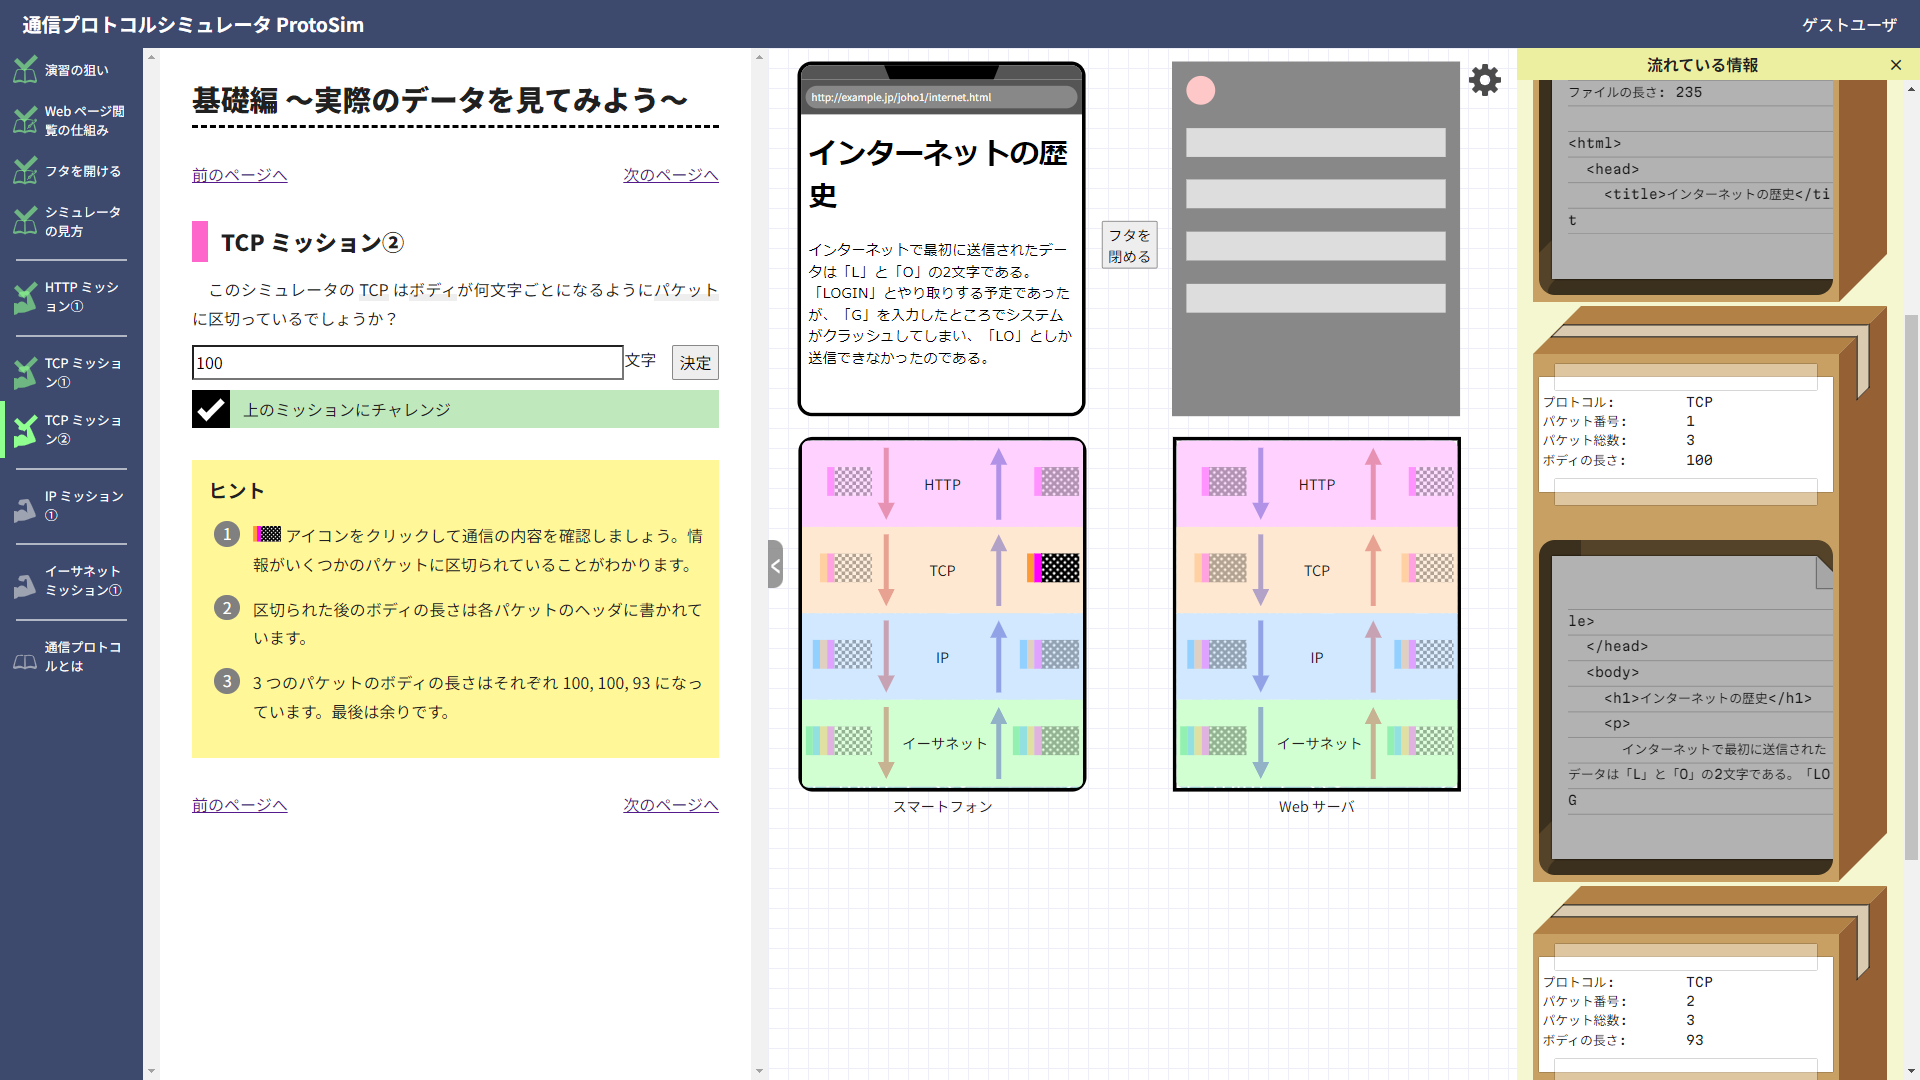 通信プロトコルシミュレータ ProtoSim
ゲストユーザ
演習の狙い
Web ページ閲
覧の仕組み
フタを開ける
シミュレータ
の見方
HTTP ミッシ
ョン①
TCP ミッショ
ン①
TCP ミッショ
ン②
IP ミッション
①
イーサネット
ミッション①
通信プロトコ
ルとは
基礎編 ～実際のデータを見てみよう～
前のページへ
次のページへ
TCP ミッション②
このシミュレータの TCP はボディが何文字ごとになるようにパケット
に区切っているでしょうか？
100
文字
決定
上のミッションにチャレンジ
ヒント
1
アイコンをクリックして通信の内容を確認しましょう。情
報がいくつかのパケットに区切られていることがわかります。
2
区切られた後のボディの長さは各パケットのヘッダに書かれて
います。
3
3 つのパケットのボディの長さはそれぞれ 100, 100, 93 になっ
ています。最後は余りです。
前のページへ
次のページへ
http://example.jp/joho1/internet.html
インターネットの歴
史
インターネットで最初に送信されたデー
タは「L」と「O」の2文字である。
「LOGIN」とやり取りする予定であった
が、「G」を入力したところでシステム
がクラッシュしてしまい、「LO」としか
送信できなかったのである。
フタを
閉める
HTTP
TCP
IP
イーサネット
スマートフォン
HTTP
TCP
IP
イーサネット
Web サーバ
流れている情報
ファイルの長さ: 235
<html>
<head>
<title>インターネットの歴史</ti
t
プロトコル: TCP
パケット番号: 1
パケット総数: 3
ボディの長さ: 100
le>
</head>
<body>
<h1>インターネットの歴史</h1>
<p>
インターネットで最初に送信された
データは「L」と「O」の2文字である。「LO
G
プロトコル: TCP
パケット番号: 2
パケット総数: 3
ボディの長さ: 93